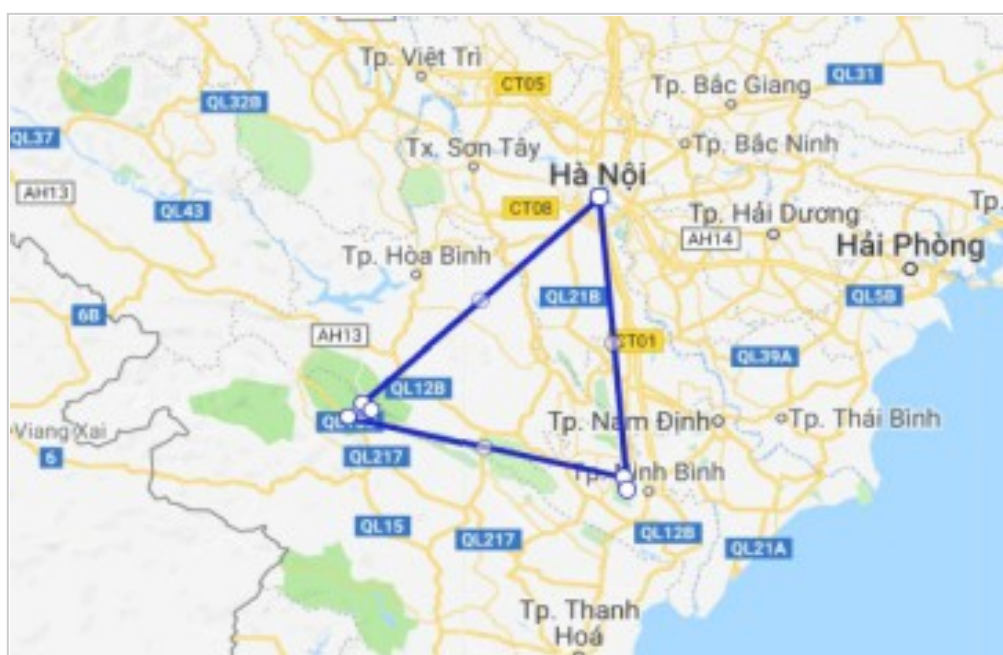 Tp. Việt Trì
CT05
QL31
Tp. Bắc Giang
QL32B
QL37
Tp. Bắc Ninh
Tx. Sơn Tây
Hà Nội
AH13
QL43
CT08
Tp. Hải Dương
Tp.
AH14
Hải Phòng
Tp. Hòa Bình
QL21B
QL5B
6B
AH13
CT01
QL39A
QL12B
Tp. Nam Định
Tp. Thái Bình
Viang Xai
6
QL217
Bình
QL15
QL217
QL12B
QL21A
Tp. Thanh
Hoá